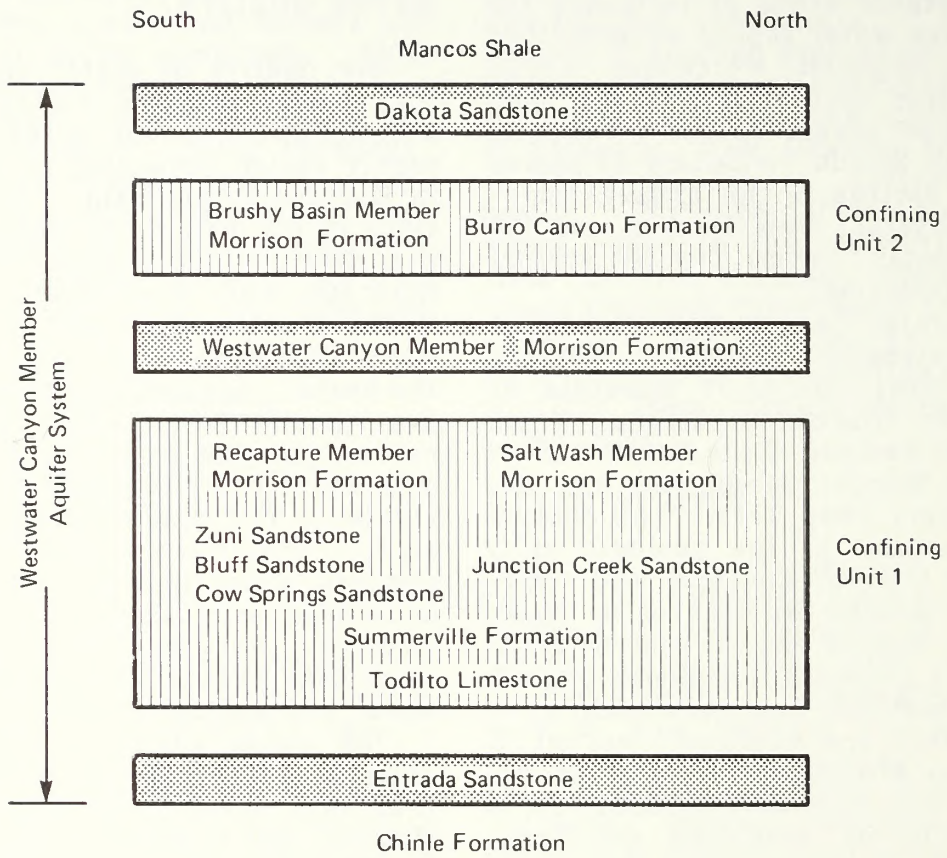 South
North
Mancos Shale
Dakota Sandstone
Brushy Basin Member
Morrison Formation
Burro Canyon Formation
Confining
Unit 2
Westwater Canyon Member
Morrison Formation
Westwater Canyon Member
Aquifer System
Recapture Member
Morrison Formation
Salt Wash Member
Morrison Formation
Zuni Sandstone
Bluff Sandstone
Cow Springs Sandstone
Junction Creek Sandstone
Confining
Unit 1
Summerville Formation
Todilto Limestone
Entrada Sandstone
Chinle Formation